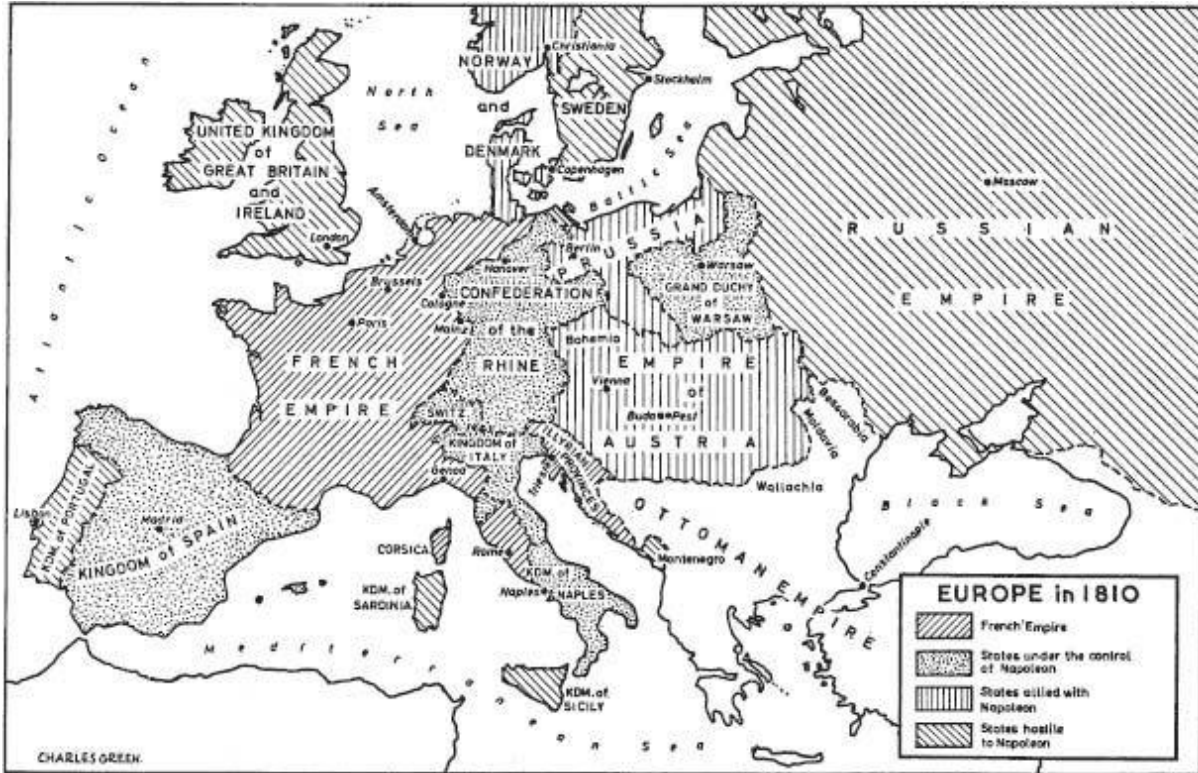 Atlantic Ocean
North
Sea
NORWAY
and
DENMARK
Christiania
Stockholm
SWEDEN
Copenhagen
Baltic Sea
UNITED KINGDOM
of
GREAT BRITAIN
and
IRELAND
London
Amsterdam
Brussels
Paris
Cologne
Mainz
Hanover
Berlin
PRUSSIA
Warsaw
GRAND DUCHY
of
WARSAW
Moscow
RUSSIAN
EMPIRE
CONFEDERATION
of the
RHINE
FRENCH
EMPIRE
Bohemia
EMPIRE
of
AUSTRIA
Vienna
Buda
Pest
Bessarabia
Moldavia
Wallachia
SWITZ
KINGDOM of
ITALY
ILLYRIAN
PROVINCES
Trieste
Genoa
KDM. of PORTUGAL
Lisbon
Madrid
KINGDOM of SPAIN
CORSICA
KDM. of
SARDINIA
Rome
Naples
KDM. of
NAPLES
KDM. of
SICILY
Montenegro
OTTOMAN EMPIRE
Constantinople
Black Sea
Mediterranean Sea
EUROPE in 1810
French Empire
States under the control
of Napoleon
States allied with
Napoleon
States hostile
to Napoleon
CHARLES GREEN.